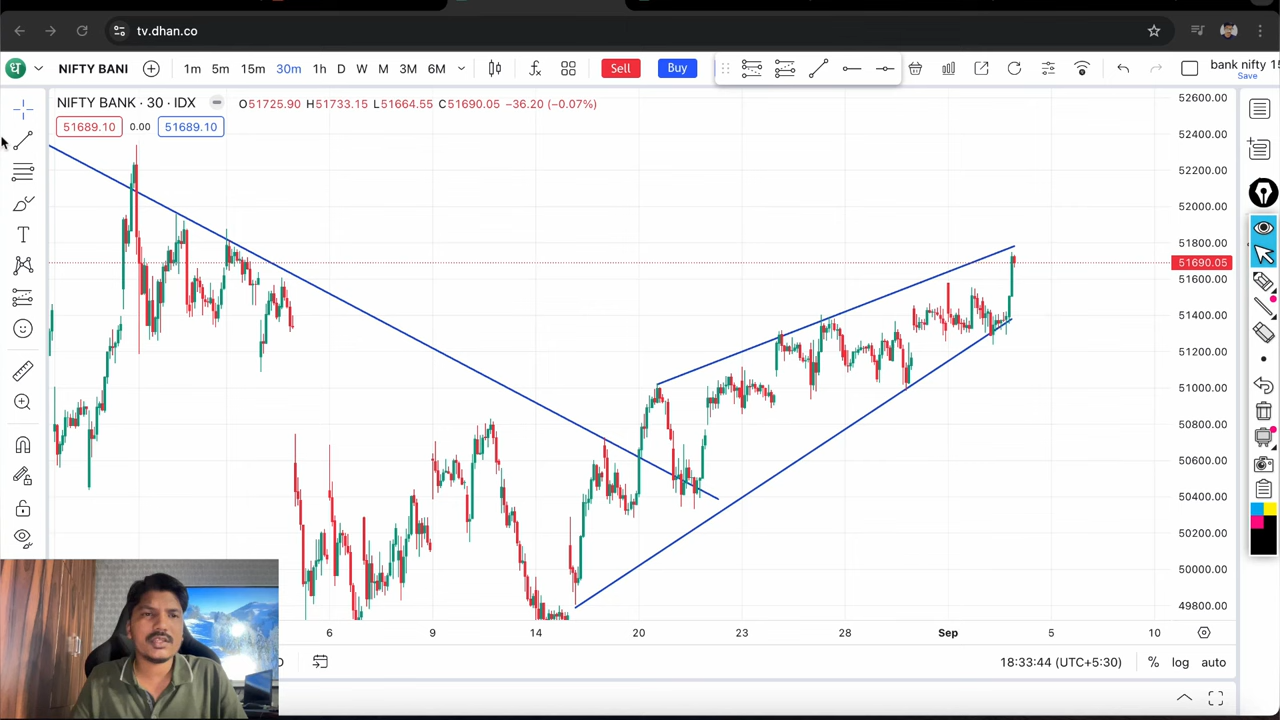 tv.dhan.co
ध NIFTY BANI 1m 5m 15m 30m 1h D W M 3M 6M Sell Buy bank nifty 15
Save
NIFTY BANK · 30 · IDX O51725.90 H51733.15 L51664.55 C51690.05 −36.20 (−0.07%)
51689.10 0.00 51689.10
52600.00
52400.00
52200.00
52000.00
51800.00
51690.05
51600.00
51400.00
51200.00
51000.00
50800.00
50600.00
50400.00
50200.00
50000.00
49800.00
6 9 14 20 23 28 Sep 5 10
18:33:44 (UTC+5:30) % log auto